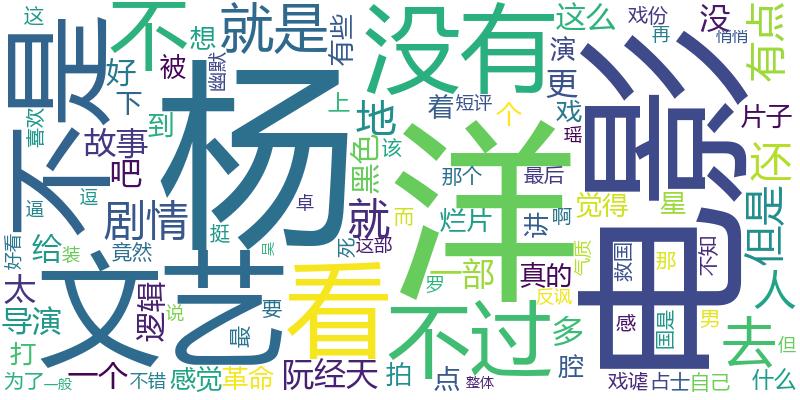 这
不
就是
有些
没有
这么
戏份
没
悄悄
有点
想
被
幽默
演
再
不是
好
下
上
着
短评
更
电影
片子
喜欢
到
杨
地
个
戏
瑶
故事
吧
黑色
该
洋
还
逼
逗
剧情
卓
就
那个
最后
觉得
星
但是
挺
而
烂片
讲
啊
好看
给
装
竟然
文艺
吴
死
这部
气质
救国
那
不知
人
太
逻辑
看
罗
一部
真的
反讽
导演
说
最
要
不过
多
感
国是
男
去
但
打
阮经天
拍
点
腔
为了
一般
一个
不错
感觉
革命
整体
戏谑
占士
自己
什么